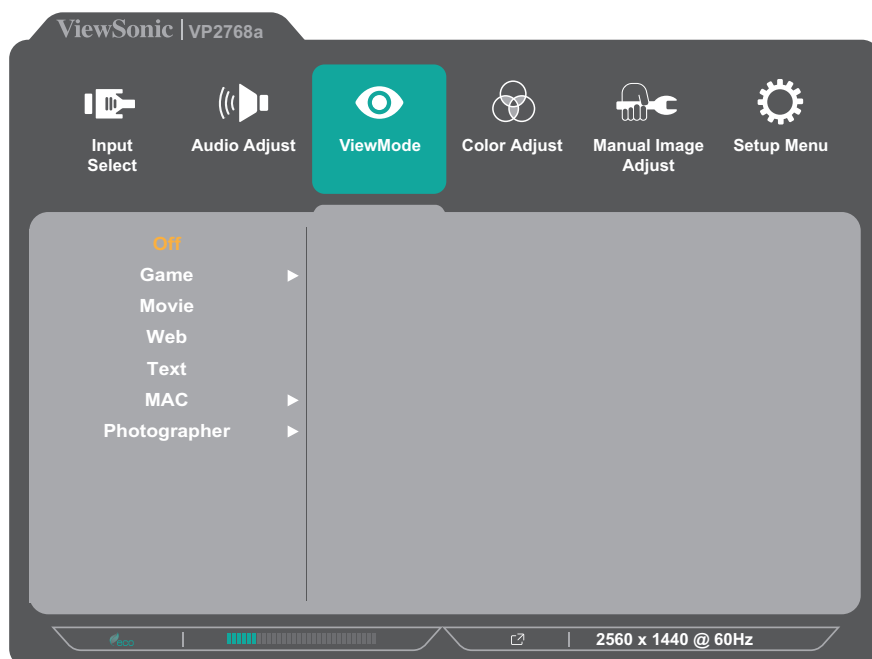 ViewSonic | VP2768a
Input Select
Audio Adjust
ViewMode
Color Adjust
Manual Image Adjust
Setup Menu
Off
Game
Movie
Web
Text
MAC
Photographer
eco
2560 x 1440 @ 60Hz